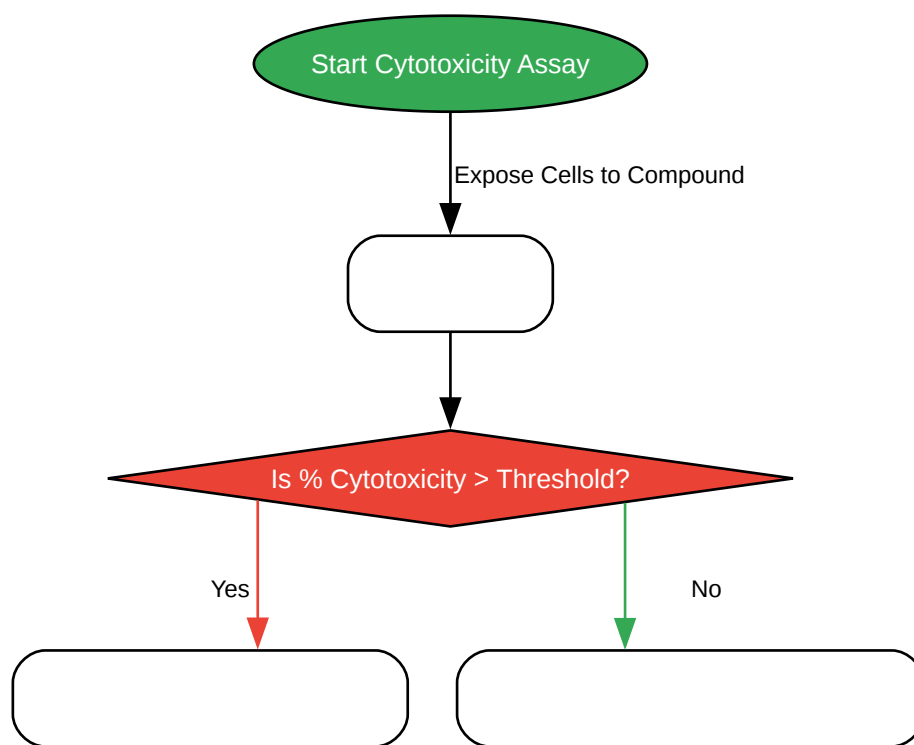 Start Cytotoxicity Assay
Expose Cells to Compound
Is % Cytotoxicity > Threshold?
Yes
No